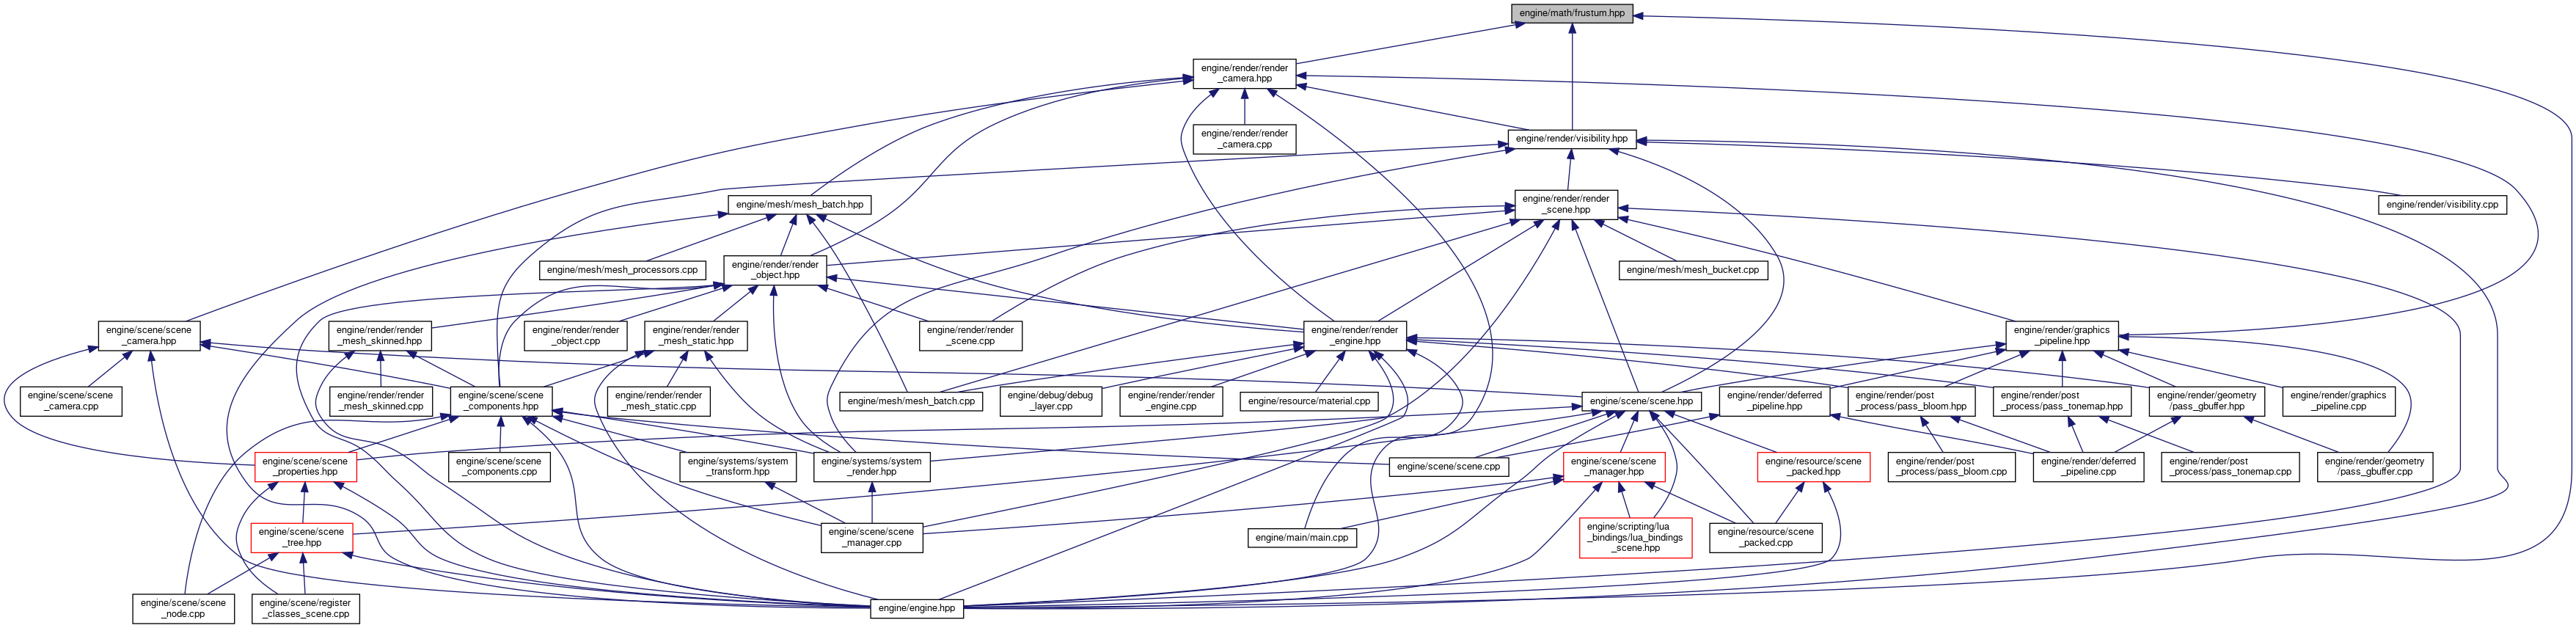 engine/math/frustum.hpp
engine/render/render
_camera.hpp
engine/render/render
_camera.cpp
engine/render/visibility.hpp
engine/mesh/mesh_batch.hpp
engine/render/render
_scene.hpp
engine/render/visibility.cpp
engine/mesh/mesh_processors.cpp
engine/render/render
_object.hpp
engine/mesh/mesh_bucket.cpp
engine/scene/scene
_camera.hpp
engine/render/render
_mesh_skinned.hpp
engine/render/render
_object.cpp
engine/render/render
_mesh_static.hpp
engine/render/render
_scene.cpp
engine/render/render
_engine.hpp
engine/render/graphics
_pipeline.hpp
engine/scene/scene
_camera.cpp
engine/render/render
_mesh_skinned.cpp
engine/scene/scene
_components.hpp
engine/render/render
_mesh_static.cpp
engine/mesh/mesh_batch.cpp
engine/debug/debug
_layer.cpp
engine/render/render
_engine.cpp
engine/resource/material.cpp
engine/scene/scene.hpp
engine/render/deferred
_pipeline.hpp
engine/render/post
_process/pass_bloom.hpp
engine/render/post
_process/pass_tonemap.hpp
engine/render/geometry
/pass_gbuffer.hpp
engine/render/graphics
_pipeline.cpp
engine/scene/scene
_properties.hpp
engine/scene/scene
_components.cpp
engine/systems/system
_transform.hpp
engine/systems/system
_render.hpp
engine/scene/scene.cpp
engine/scene/scene
_manager.hpp
engine/resource/scene
_packed.hpp
engine/render/post
_process/pass_bloom.cpp
engine/render/deferred
_pipeline.cpp
engine/render/post
_process/pass_tonemap.cpp
engine/render/geometry
/pass_gbuffer.cpp
engine/scene/scene
_tree.hpp
engine/scene/scene
_manager.cpp
engine/main/main.cpp
engine/scripting/lua
_bindings/lua_bindings
_scene.hpp
engine/resource/scene
_packed.cpp
engine/scene/scene
_node.cpp
engine/scene/register
_classes_scene.cpp
engine/engine.hpp